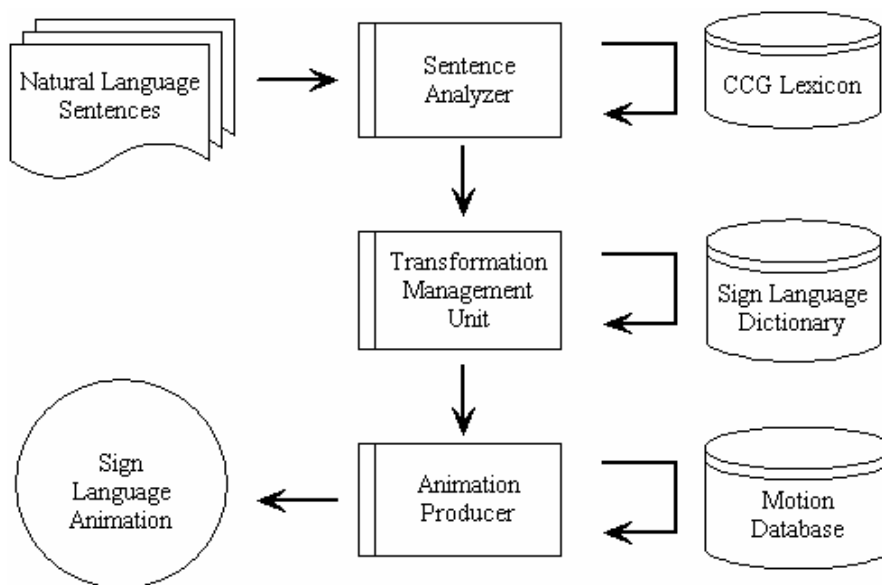 Natural Language
Sentences
Sentence
Analyzer
CCG Lexicon
Transformation
Management
Unit
Sign Language
Dictionary
Sign
Language
Animation
Animation
Producer
Motion
Database